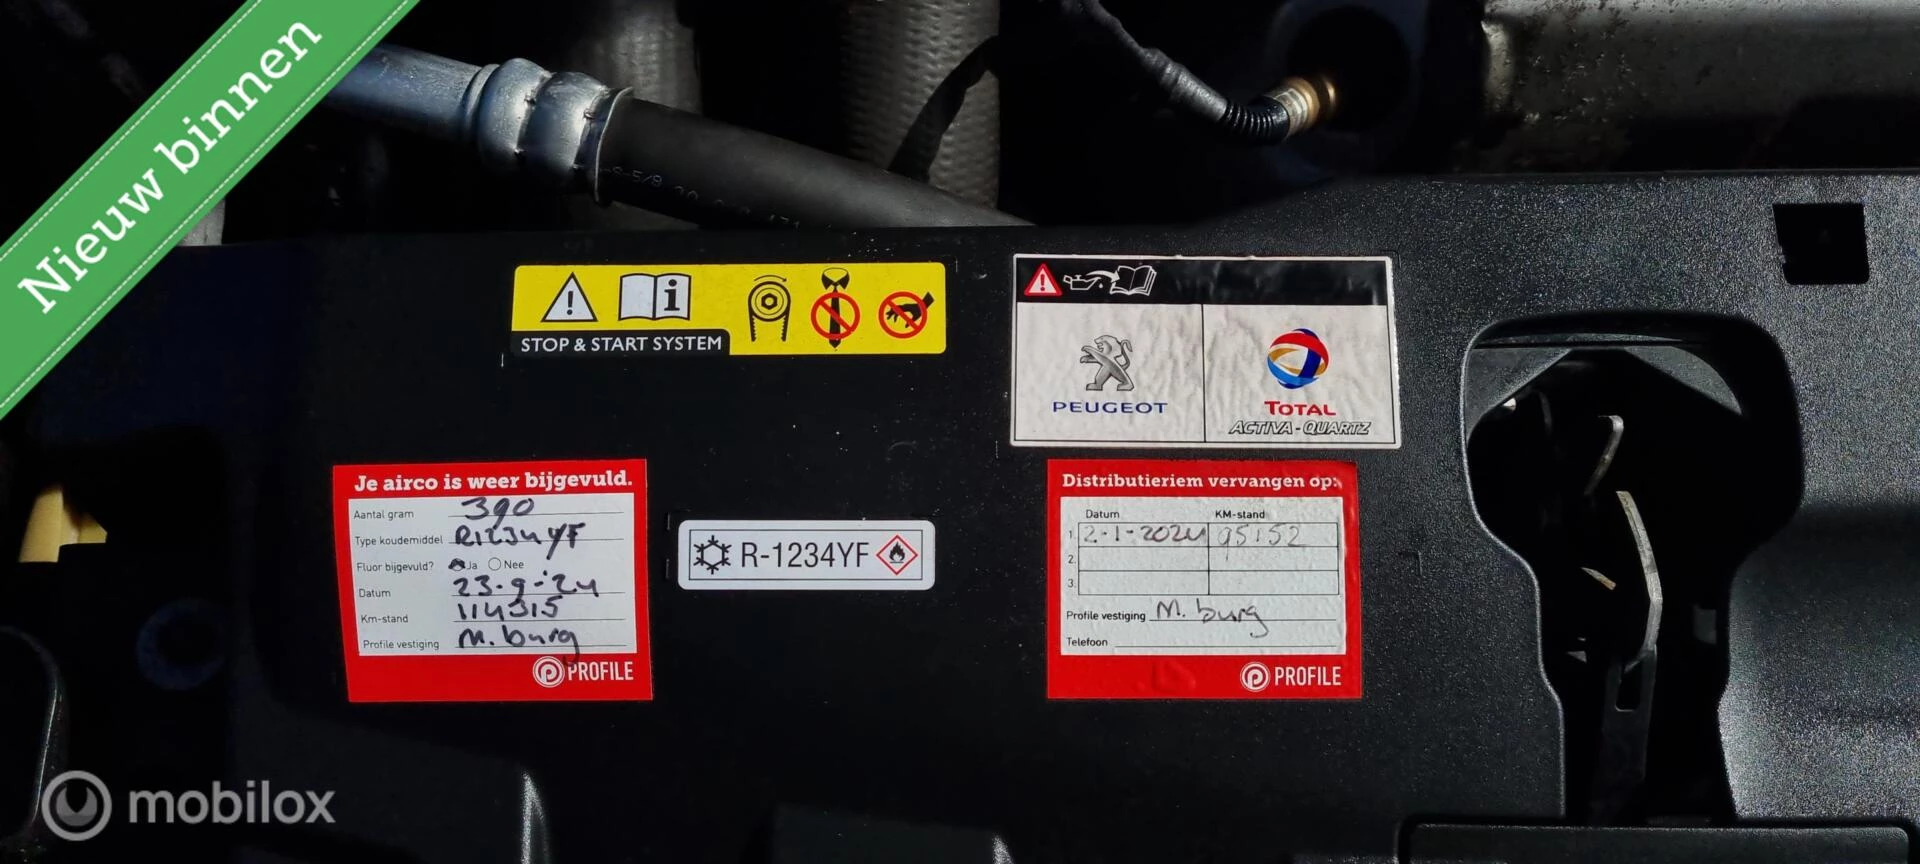 Nieuw binnen
STOP & START SYSTEM
PEUGEOT
TOTAL
ACTIVA - QUARTZ
Je airco is weer bijgevuld.
Aantal gram 390
Type koudemiddel R1234YF
Fluor bijgevuld? Ja Nee
Datum 23-9-'24
Km-stand 114315
Profile vestiging M. burg
PROFILE
R-1234YF
Distributieriem vervangen op:
Datum KM-stand
1. 2-1-2024 95152
2.
3.
Profile vestiging M. burg
Telefoon
PROFILE
mobilox